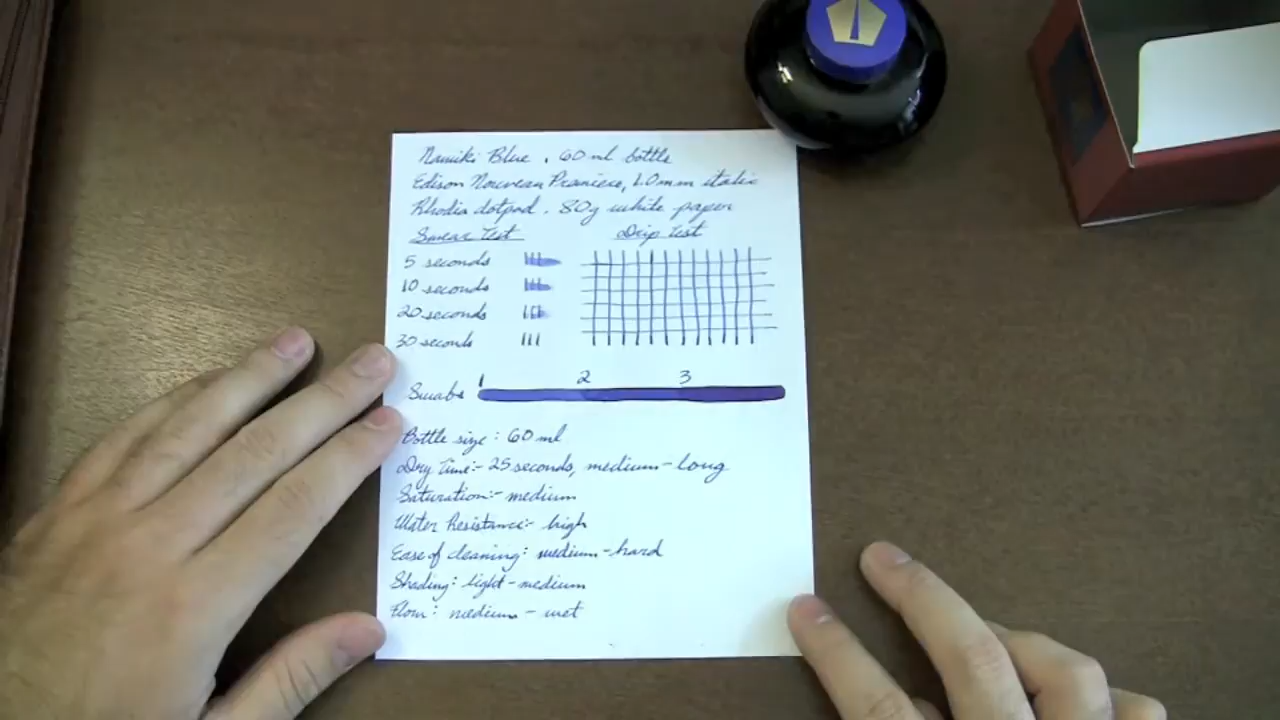 Namiki Blue, 60 ml bottle
Edison Nouveau Premiere, 1.0mm italic
Rhodia dotpad, 80g white paper
Smear Test Drip Test
5 seconds
10 seconds
20 seconds
30 seconds
1 2 3
Swabs
Bottle size: 60 ml
Dry Time:- 25 seconds, medium-long
Saturation:- medium
Water Resistance:- high
Ease of cleaning: medium-hard
Shading: light-medium
Flow: medium-wet